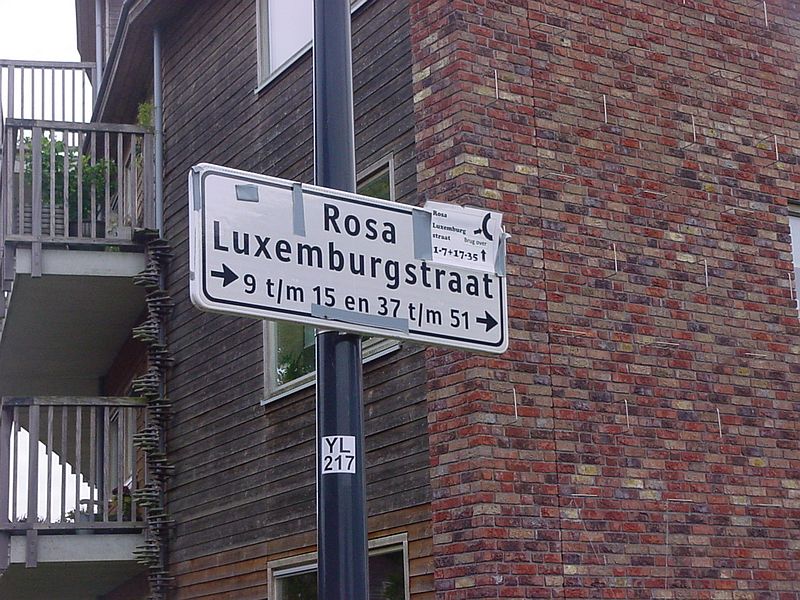 Rosa
Luxemburgstraat
→ 9 t/m 15 en 37 t/m 51 →
Rosa
Luxemburg
straat
Brug over
1-7+17-35 ↑
YL
217